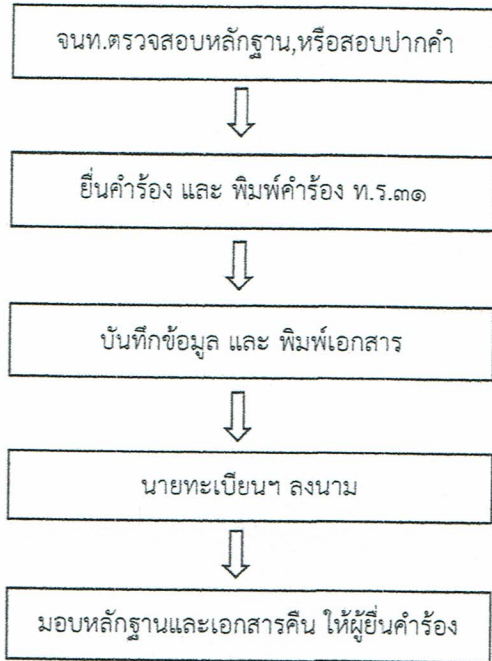 จนท.ตรวจสอบหลักฐาน,หรือสอบปากคำ
ยื่นคำร้อง และ พิมพ์คำร้อง ท.ร.๓๑
บันทึกข้อมูล และ พิมพ์เอกสาร
นายทะเบียนฯ ลงนาม
มอบหลักฐานและเอกสารคืน ให้ผู้ยื่นคำร้อง